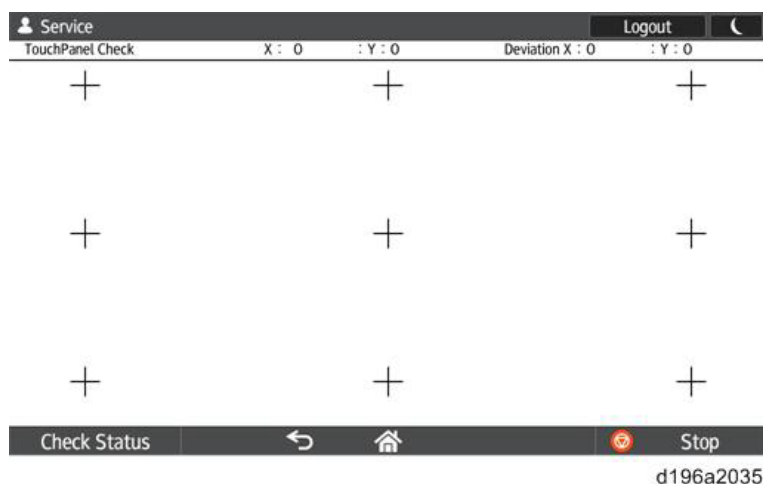 Service Logout
TouchPanel Check X : 0 : Y : 0 Deviation X : 0 : Y : 0
Check Status Stop
d196a2035